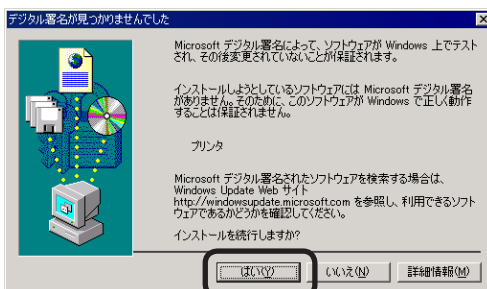 デジタル署名が見つかりませんでした
Microsoft デジタル署名によって、ソフトウェアが Windows 上でテスト
され、その後変更されていないことが保証されます。
インストールしようとしているソフトウェアには Microsoft デジタル署名
がありません。そのために、このソフトウェアが Windows で正しく動作
することは保証されません。
プリンタ
Microsoft デジタル署名されたソフトウェアを検索する場合は、
Windows Update Web サイト
http://windowsupdate.microsoft.com を参照し、利用できるソフト
ウェアであるかどうかを確認してください。
インストールを続行しますか?
はい(Y) いいえ(N) 詳細情報(M)